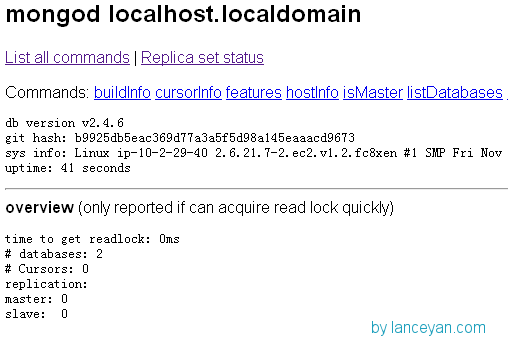 mongod localhost.localdomain
List all commands | Replica set status
Commands: buildInfo cursorInfo features hostInfo isMaster listDatabases
db version v2.4.6
git hash: b9925db5eac369d77a3a5f5d98a145eaaacd9673
sys info: Linux ip-10-2-29-40 2.6.21.7-2.ec2.v1.2.fc8xen #1 SMP Fri Nov
uptime: 41 seconds
overview (only reported if can acquire read lock quickly)
time to get readlock: 0ms
# databases: 2
# Cursors: 0
replication:
master: 0
slave:  0
by lanceyan.com